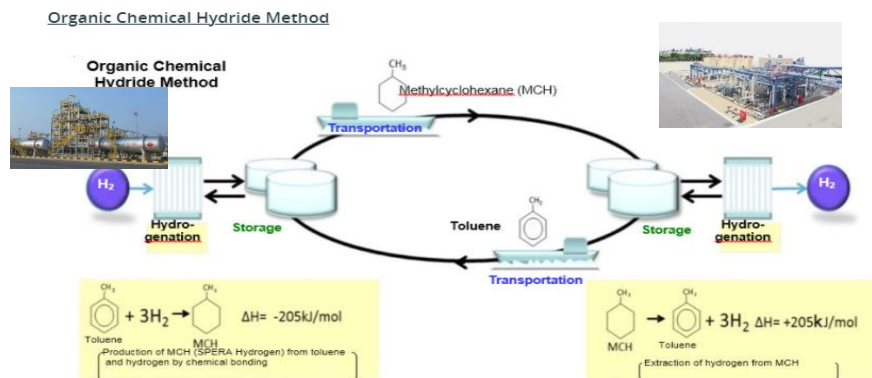 Organic Chemical Hydride Method
Organic Chemical
Hydride Method
CH3
Methylcyclohexane (MCH)
Transportation
H2
Hydro-
genation
Storage
Toluene
CH3
Transportation
Storage
Hydro-
genation
H2
CH3
+ 3H2 →
CH3
ΔH= -205kJ/mol
Toluene
MCH
Production of MCH (SPERA Hydrogen) from toluene
and hydrogen by chemical bonding
CH3
→
CH3
+ 3H2 ΔH= +205kJ/mol
MCH
Toluene
Extraction of hydrogen from MCH